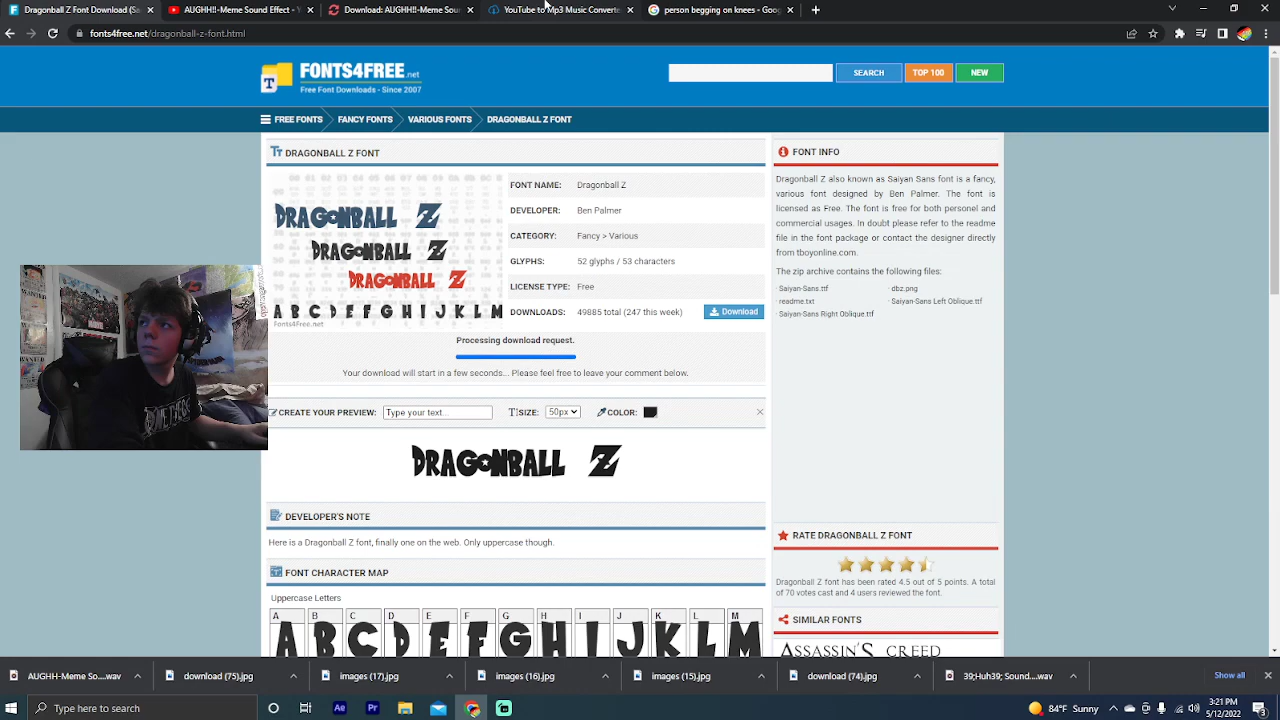 Dragonball Z Font Download (S
AUGHH!-Meme Sound Effect - Y
AUGHH!-Meme Sou
YouTube to Mp3 Music Converte
person begging on knees - Goog
fonts4free.net/dragonball-z-font.html
FONTS4FREE.net
Free Font Downloads - Since 2007
SEARCH
TOP 100
NEW
FREE FONTS
FANCY FONTS
VARIOUS FONTS
DRAGONBALL Z FONT
DRAGONBALL Z FONT
DRAGONBALL Z
DRAGONBALL Z
DRAGONBALL Z
A B C D E F G H I J K L M
Fonts4Free.net
FONT NAME: Dragonball Z
DEVELOPER: Ben Palmer
CATEGORY: Fancy > Various
GLYPHS: 52 glyphs / 53 characters
LICENSE TYPE: Free
DOWNLOADS: 49885 total (247 this week)
Download
Processing download request.
Your download will start in a few seconds... Please feel free to leave your comment below.
CREATE YOUR PREVIEW: Type your text... SIZE: 50px COLOR:
DRAGONBALL Z
DEVELOPER'S NOTE
Here is a Dragonball Z font, finally one on the web. Only uppercase though.
FONT CHARACTER MAP
Uppercase Letters
A B C D E F G H I J K L M
A B C D E F G H I J K L M
FONT INFO
Dragonball Z also known as Saiyan Sans font is a fancy,
various font designed by Ben Palmer. The font is
licensed as Free. The font is free for both personel and
commercial usages. In doubt please refer to the readme
file in the font package or contact the designer directly
from tboyonline.com.
The zip archive contains the following files:
· Saiyan-Sans.ttf
· dbz.png
· readme.txt
· Saiyan-Sans Left Oblique.ttf
· Saiyan-Sans Right Oblique.ttf
RATE DRAGONBALL Z FONT
Dragonball Z font has been rated 4.5 out of 5 points. A total
of 70 votes cast and 4 users reviewed the font.
SIMILAR FONTS
ASSASSIN'S CREED
AUGHH!-Meme So....wav
download (75).jpg
images (17).jpg
images (16).jpg
images (15).jpg
download (74).jpg
39;Huh39; Sound....wav
Show all
Type here to search
Ae
Pr
84°F Sunny
3:21 PM
5/12/2022